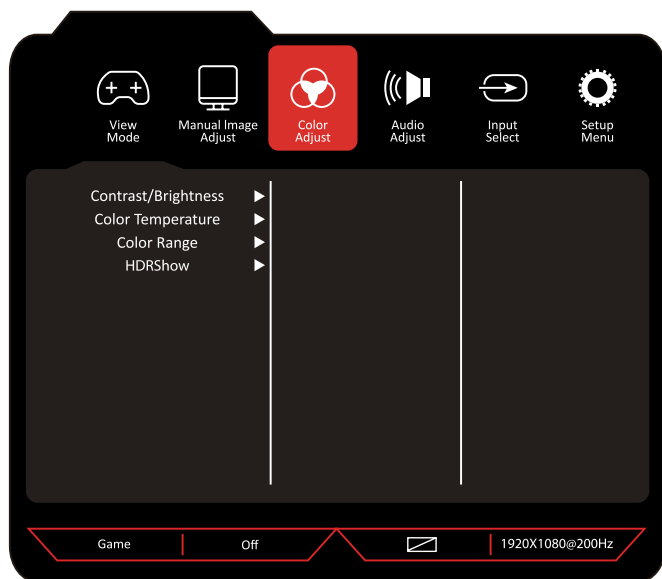 View
Mode
Manual Image
Adjust
Color
Adjust
Audio
Adjust
Input
Select
Setup
Menu
Contrast/Brightness
Color Temperature
Color Range
HDRShow
Game
Off
1920X1080@200Hz